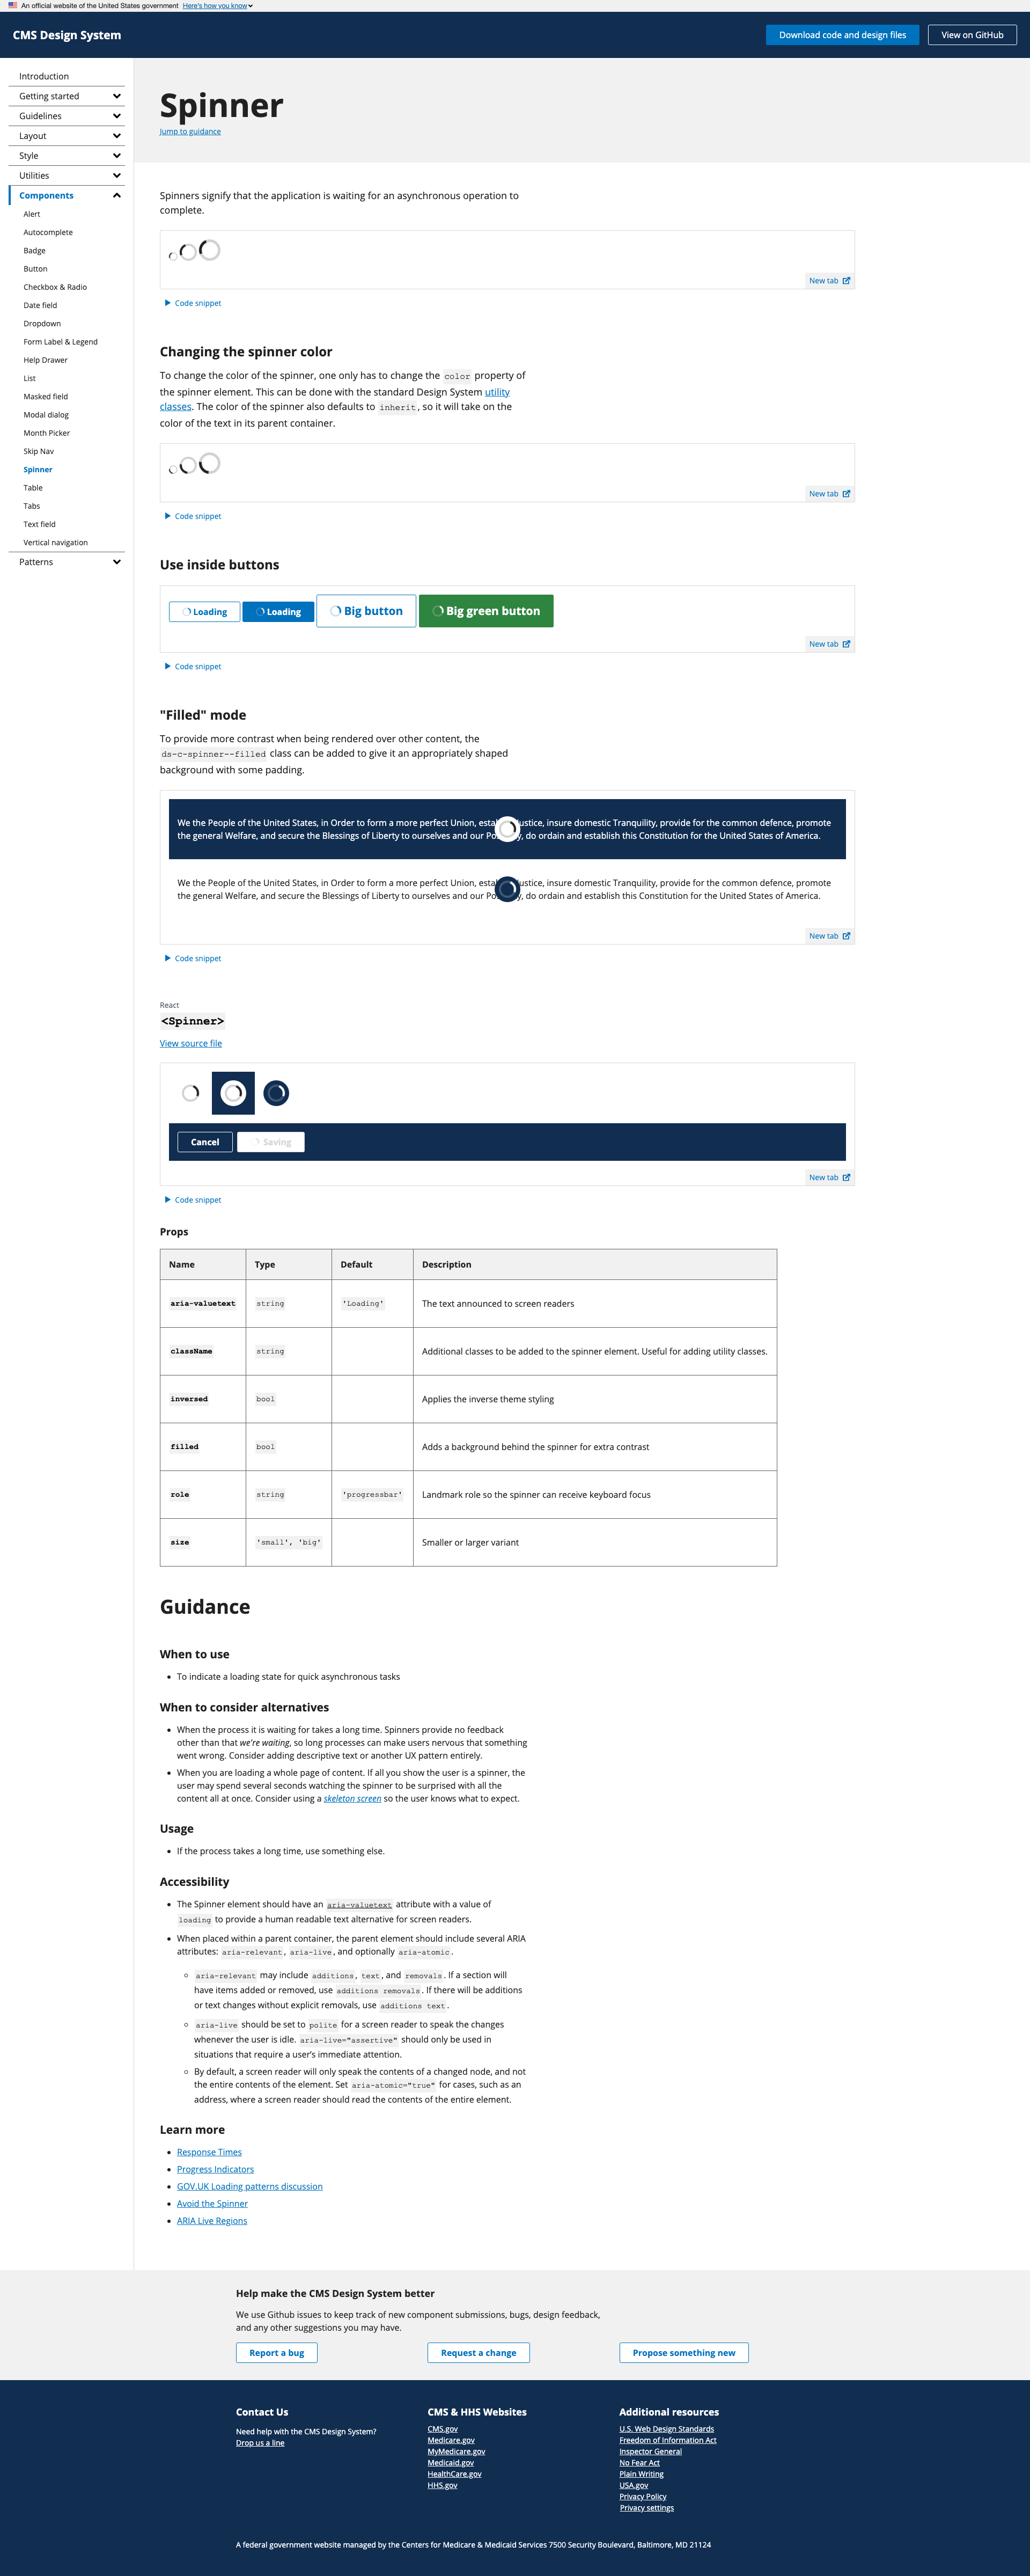 An official website of the United States government Here's how you know
CMS Design System
Download code and design files
View on GitHub
Introduction
Getting started
Guidelines
Layout
Style
Utilities
Components
Alert
Autocomplete
Badge
Button
Checkbox & Radio
Date field
Dropdown
Form Label & Legend
Help Drawer
List
Masked field
Modal dialog
Month Picker
Skip Nav
Spinner
Table
Tabs
Text field
Vertical navigation
Patterns
Spinner
Jump to guidance
Spinners signify that the application is waiting for an asynchronous operation to
complete.
New tab
Code snippet
Changing the spinner color
To change the color of the spinner, one only has to change the color property of
the spinner element. This can be done with the standard Design System utility
classes. The color of the spinner also defaults to inherit, so it will take on the
color of the text in its parent container.
New tab
Code snippet
Use inside buttons
Loading
Loading
Big button
Big green button
New tab
Code snippet
"Filled" mode
To provide more contrast when being rendered over other content, the
ds-c-spinner--filled class can be added to give it an appropriately shaped
background with some padding.
We the People of the United States, in Order to form a more perfect Union, estab ustice, insure domestic Tranquility, provide for the common defence, promote
the general Welfare, and secure the Blessings of Liberty to ourselves and our Po y, do ordain and establish this Constitution for the United States of America.
We the People of the United States, in Order to form a more perfect Union, estab ustice, insure domestic Tranquility, provide for the common defence, promote
the general Welfare, and secure the Blessings of Liberty to ourselves and our Po y, do ordain and establish this Constitution for the United States of America.
New tab
Code snippet
React
<Spinner>
View source file
Cancel
Saving
New tab
Code snippet
Props
Name Type Default Description
aria-valuetext string 'Loading' The text announced to screen readers
className string Additional classes to be added to the spinner element. Useful for adding utility classes.
inversed bool Applies the inverse theme styling
filled bool Adds a background behind the spinner for extra contrast
role string 'progressbar' Landmark role so the spinner can receive keyboard focus
size 'small', 'big' Smaller or larger variant
Guidance
When to use
To indicate a loading state for quick asynchronous tasks
When to consider alternatives
When the process it is waiting for takes a long time. Spinners provide no feedback
other than that we're waiting, so long processes can make users nervous that something
went wrong. Consider adding descriptive text or another UX pattern entirely.
When you are loading a whole page of content. If all you show the user is a spinner, the
user may spend several seconds watching the spinner to be surprised with all the
content all at once. Consider using a skeleton screen so the user knows what to expect.
Usage
If the process takes a long time, use something else.
Accessibility
The Spinner element should have an aria-valuetext attribute with a value of
loading to provide a human readable text alternative for screen readers.
When placed within a parent container, the parent element should include several ARIA
attributes: aria-relevant, aria-live, and optionally aria-atomic.
aria-relevant may include additions, text, and removals. If a section will
have items added or removed, use additions removals. If there will be additions
or text changes without explicit removals, use additions text.
aria-live should be set to polite for a screen reader to speak the changes
whenever the user is idle. aria-live="assertive" should only be used in
situations that require a user's immediate attention.
By default, a screen reader will only speak the contents of a changed node, and not
the entire contents of the element. Set aria-atomic="true" for cases, such as an
address, where a screen reader should read the contents of the entire element.
Learn more
Response Times
Progress Indicators
GOV.UK Loading patterns discussion
Avoid the Spinner
ARIA Live Regions
Help make the CMS Design System better
We use Github issues to keep track of new component submissions, bugs, design feedback,
and any other suggestions you may have.
Report a bug
Request a change
Propose something new
Contact Us
Need help with the CMS Design System?
Drop us a line
CMS & HHS Websites
CMS.gov
Medicare.gov
MyMedicare.gov
Medicaid.gov
HealthCare.gov
HHS.gov
Additional resources
U.S. Web Design Standards
Freedom of Information Act
Inspector General
No Fear Act
Plain Writing
USA.gov
Privacy Policy
Privacy settings
A federal government website managed by the Centers for Medicare & Medicaid Services 7500 Security Boulevard, Baltimore, MD 21124